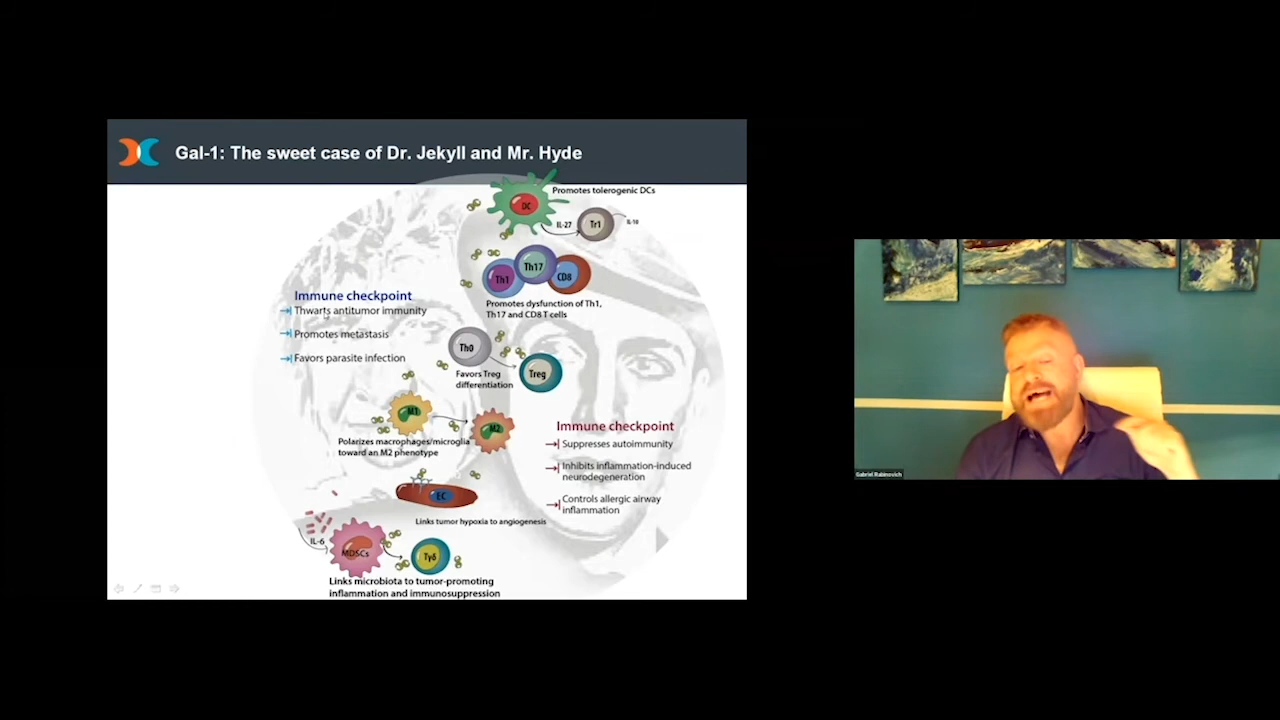 Gal-1: The sweet case of Dr. Jekyll and Mr. Hyde
Promotes tolerogenic DCs
DC
IL-27
Tr1
IL-10
Th1
Th17
CD8
Promotes dysfunction of Th1,
Th17 and CD8 T cells
Immune checkpoint
Thwarts antitumor immunity
Promotes metastasis
Favors parasite infection
Th0
Favors Treg
differentiation
Treg
M1
M2
Polarizes macrophages/microglia
toward an M2 phenotype
Immune checkpoint
Suppresses autoimmunity
Inhibits inflammation-induced
neurodegeneration
Controls allergic airway
inflammation
EC
Links tumor hypoxia to angiogenesis
IL-6
MDSCs
Tγδ
Links microbiota to tumor-promoting
inflammation and immunosuppression
Gabriel Rabinovich